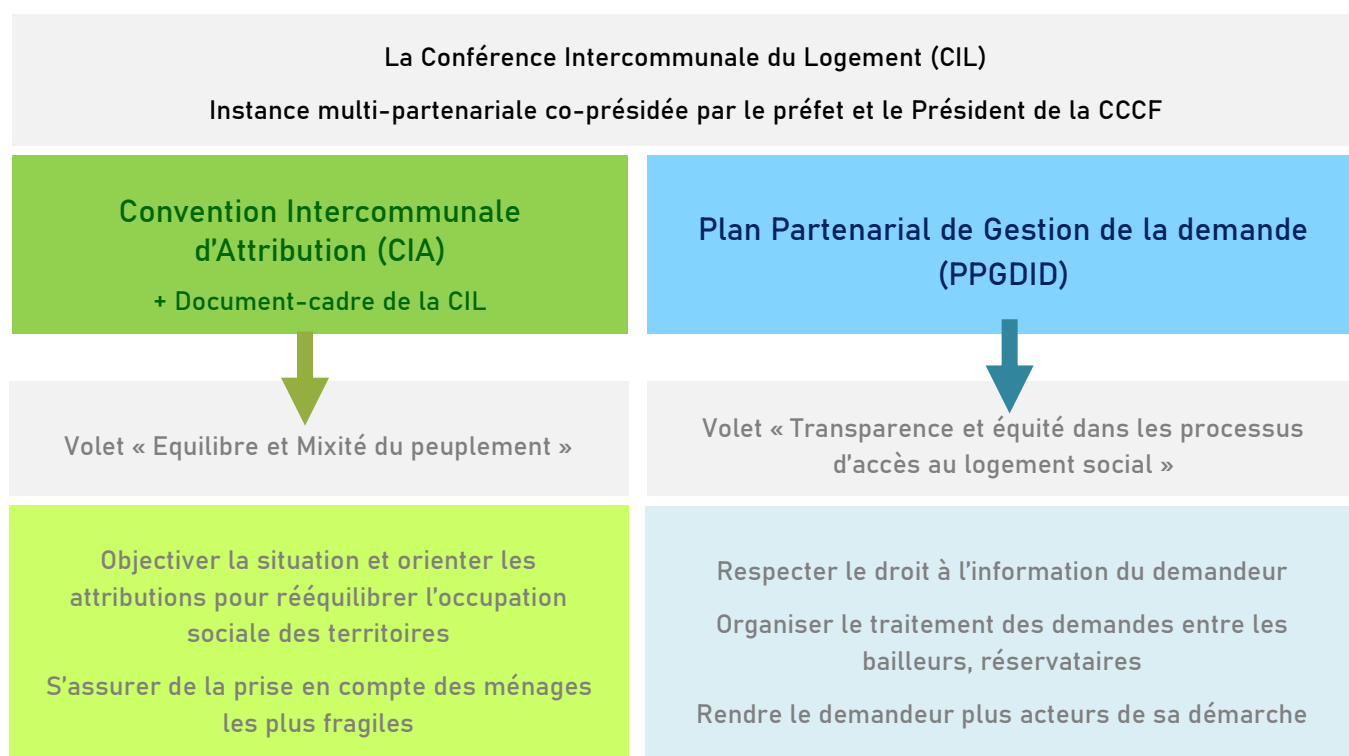 La Conférence Intercommunale du Logement (CIL)
Instance multi-partenariale co-présidée par le préfet et le Président de la CCCF
Convention Intercommunale
d'Attribution (CIA)
+ Document-cadre de la CIL
Plan Partenarial de Gestion de la demande
(PPGDID)
Volet « Equilibre et Mixité du peuplement »
Volet « Transparence et équité dans les processus
d'accès au logement social »
Objectiver la situation et orienter les
attributions pour rééquilibrer l'occupation
sociale des territoires
S'assurer de la prise en compte des ménages
les plus fragiles
Respecter le droit à l'information du demandeur
Organiser le traitement des demandes entre les
bailleurs, réservataires
Rendre le demandeur plus acteurs de sa démarche